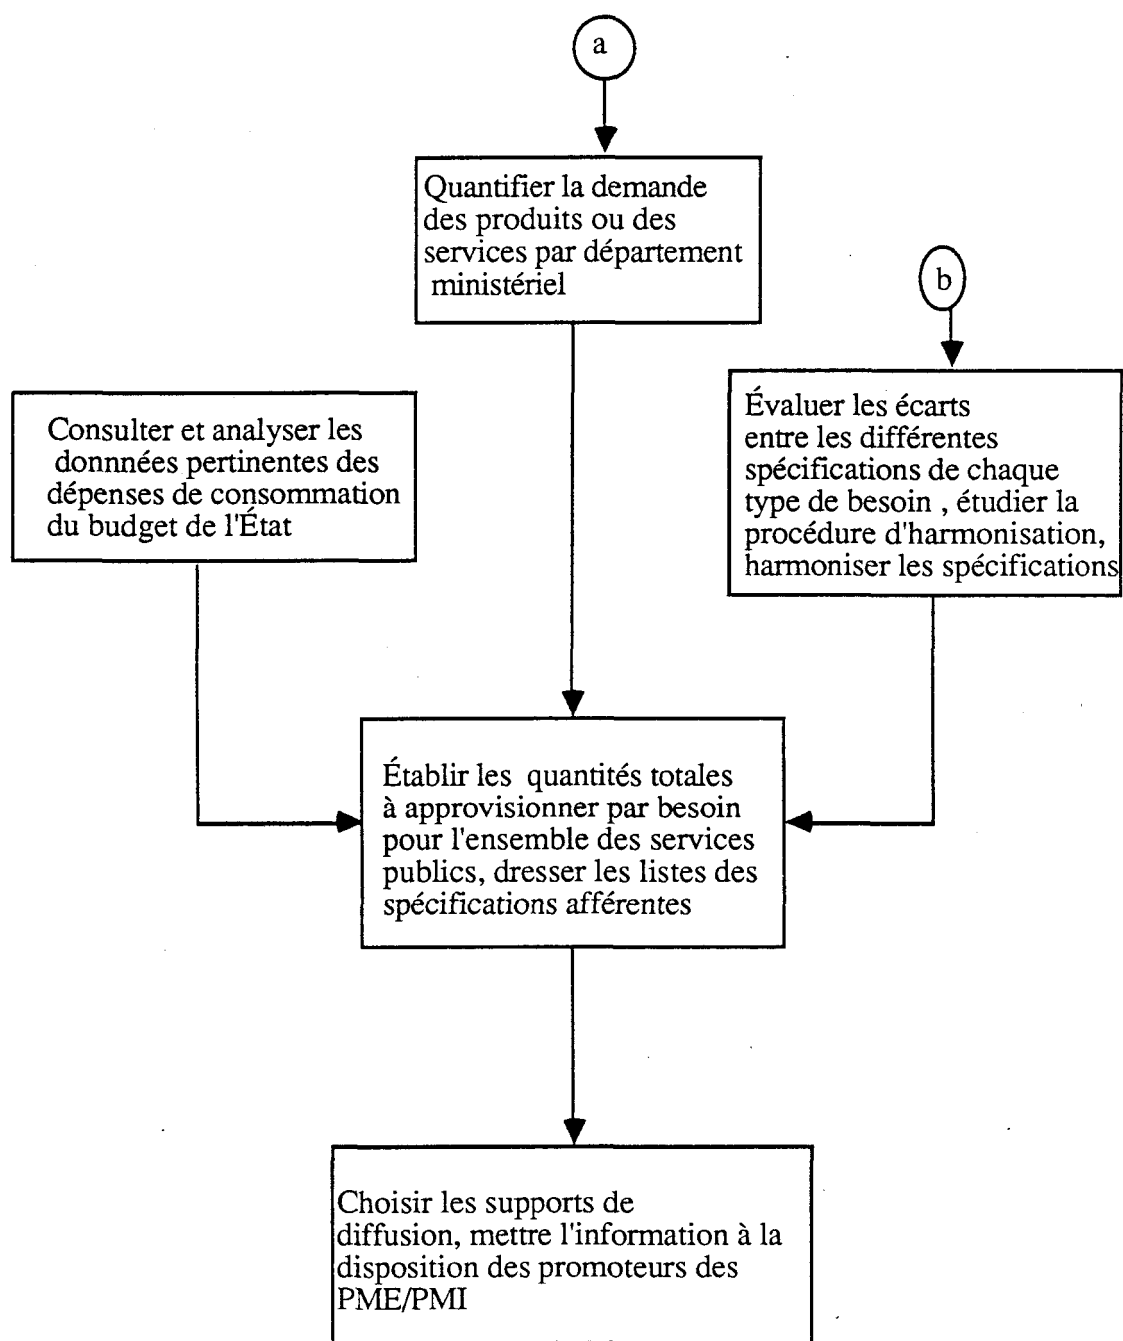 a
Quantifier la demande
des produits ou des
services par département
ministériel
b
Consulter et analyser les
donnnées pertinentes des
dépenses de consommation
du budget de l'État
Évaluer les écarts
entre les différentes
spécifications de chaque
type de besoin , étudier la
procédure d'harmonisation,
harmoniser les spécifications
Établir les quantités totales
à approvisionner par besoin
pour l'ensemble des services
publics, dresser les listes des
spécifications afférentes
Choisir les supports de
diffusion, mettre l'information à la
disposition des promoteurs des
PME/PMI